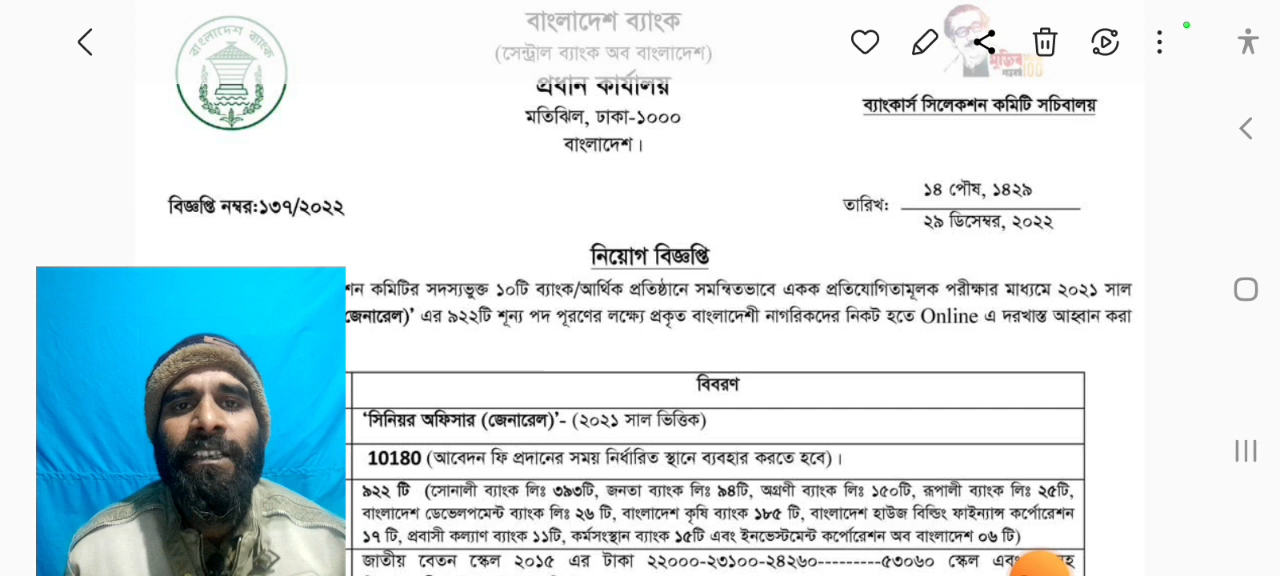 বাংলাদেশ ব্যাংক
বাংলাদেশ ব্যাংক
(সেন্ট্রাল ব্যাংক অব বাংলাদেশ)
প্রধান কার্যালয়
মতিঝিল, ঢাকা-১০০০
বাংলাদেশ।
মুজিব
100
ব্যাংকার্স সিলেকশন কমিটি সচিবালয়
বিজ্ঞপ্তি নম্বর:১৩৭/২০২২
তারিখ:
১৪ পৌষ, ১৪২৯
২৯ ডিসেম্বর, ২০২২
নিয়োগ বিজ্ঞপ্তি
শন কমিটির সদস্যভুক্ত ১০টি ব্যাংক/আর্থিক প্রতিষ্ঠানে সমন্বিতভাবে একক প্রতিযোগিতামূলক পরীক্ষার মাধ্যমে ২০২১ সাল
জেনারেল)' এর ৯২২টি শূন্য পদ পূরণের লক্ষ্যে প্রকৃত বাংলাদেশী নাগরিকদের নিকট হতে Online এ দরখাস্ত আহ্বান করা
বিবরণ
'সিনিয়র অফিসার (জেনারেল)'- (২০২১ সাল ভিত্তিক)
10180 (আবেদন ফি প্রদানের সময় নির্ধারিত স্থানে ব্যবহার করতে হবে)।
৯২২ টি (সোনালী ব্যাংক লিঃ ৩৯৩টি, জনতা ব্যাংক লিঃ ৯৪টি, অগ্রণী ব্যাংক লিঃ ১৫০টি, রূপালী ব্যাংক লিঃ ২৫টি,
বাংলাদেশ ডেভেলপমেন্ট ব্যাংক লিঃ ২৬ টি, বাংলাদেশ কৃষি ব্যাংক ১৮৫ টি, বাংলাদেশ হাউজ বিল্ডিং ফাইন্যান্স কর্পোরেশন
১৭ টি, প্রবাসী কল্যাণ ব্যাংক ১১টি, কর্মসংস্থান ব্যাংক ১৫টি এবং ইনভেস্টমেন্ট কর্পোরেশন অব বাংলাদেশ ০৬ টি)
জাতীয় বেতন স্কেল ২০১৫ এর টাকা ২২০০০-২৩১০০-২৪২৬০---------৫৩০৬০ স্কেল এবং